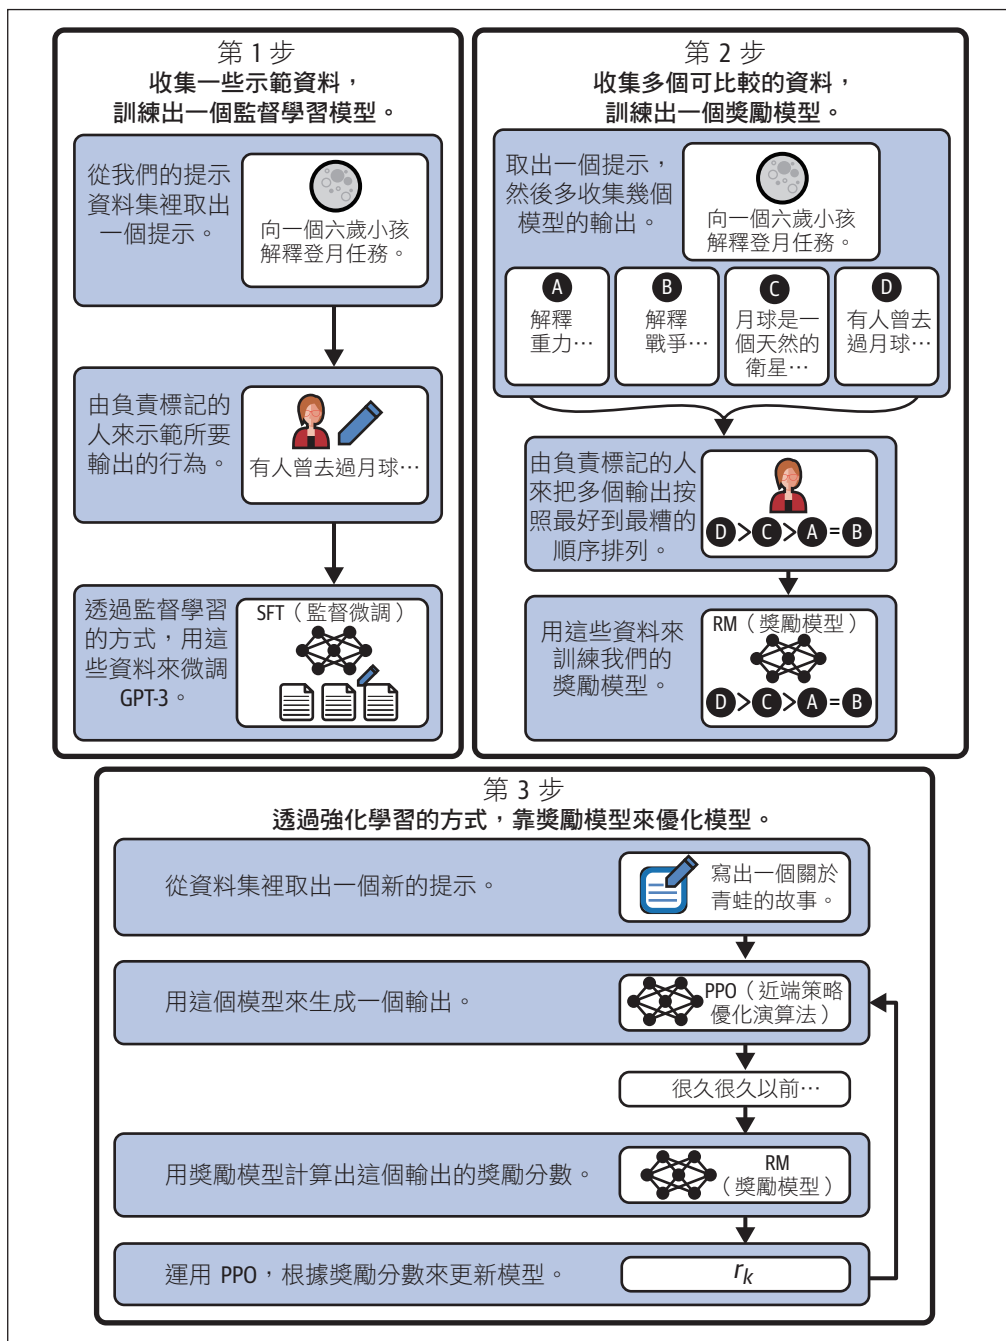 第 1 步
收集一些示範資料，
訓練出一個監督學習模型。
從我們的提示
資料集裡取出
一個提示。
向一個六歲小孩
解釋登月任務。
由負責標記的
人來示範所要
輸出的行為。
有人曾去過月球…
透過監督學習
的方式，用這
些資料來微調
GPT-3。
SFT（監督微調）
第 2 步
收集多個可比較的資料，
訓練出一個獎勵模型。
取出一個提示，
然後多收集幾個
模型的輸出。
向一個六歲小孩
解釋登月任務。
A
解釋
重力…
B
解釋
戰爭…
C
月球是一
個天然的
衛星…
D
有人曾去
過月球…
由負責標記的人
來把多個輸出按
照最好到最糟的
順序排列。
D>C>A=B
用這些資料來
訓練我們的
獎勵模型。
RM（獎勵模型）
D>C>A=B
第 3 步
透過強化學習的方式，靠獎勵模型來優化模型。
從資料集裡取出一個新的提示。
寫出一個關於
青蛙的故事。
用這個模型來生成一個輸出。
PPO（近端策略
優化演算法）
很久很久以前…
用獎勵模型計算出這個輸出的獎勵分數。
RM
（獎勵模型）
運用 PPO，根據獎勵分數來更新模型。
rk